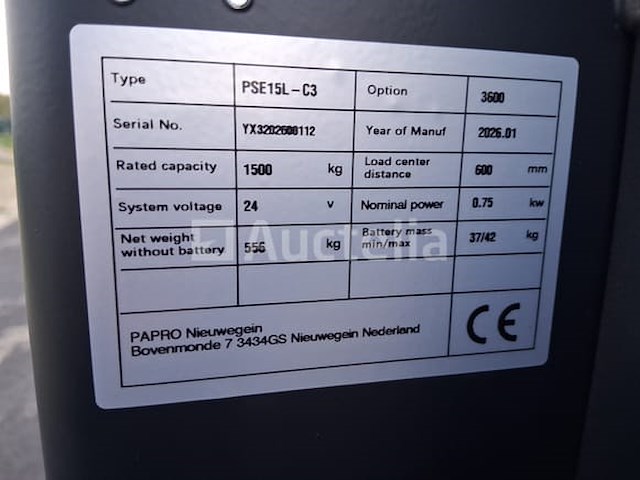 Type PSE15L-C3 Option 3600
Serial No. YX3202600112 Year of Manuf 2026.01
Rated capacity 1500 kg Load center distance 600 mm
System voltage 24 v Nominal power 0.75 kw
Net weight without battery 556 kg Battery mass min/max 37/42 kg
PAPRO Nieuwegein
Bovenmonde 7 3434GS Nieuwegein Nederland
CE
Auctelia